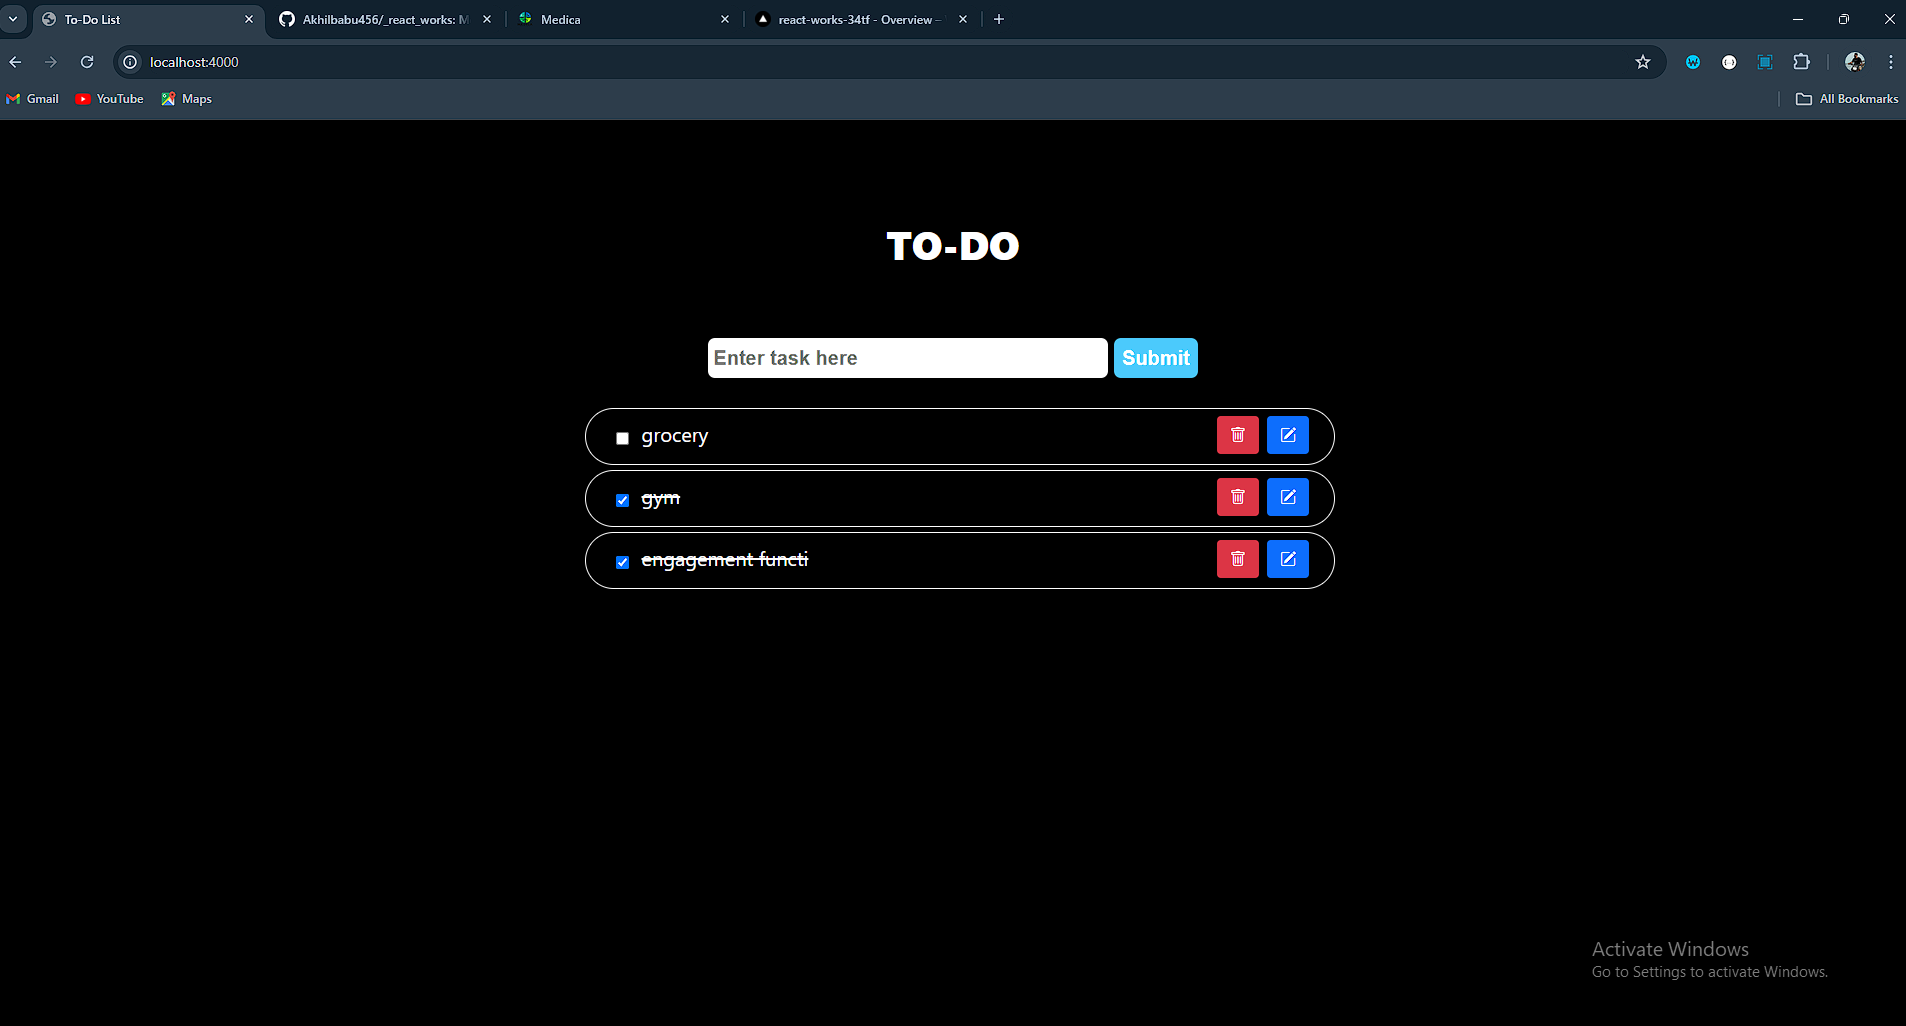 To-Do List
Akhilbabu456/_react_works: M
Medica
react-works-34tf - Overview –
localhost:4000
Gmail
YouTube
Maps
All Bookmarks
TO-DO
Enter task here
Submit
grocery
gym
engagement functi
Activate Windows
Go to Settings to activate Windows.